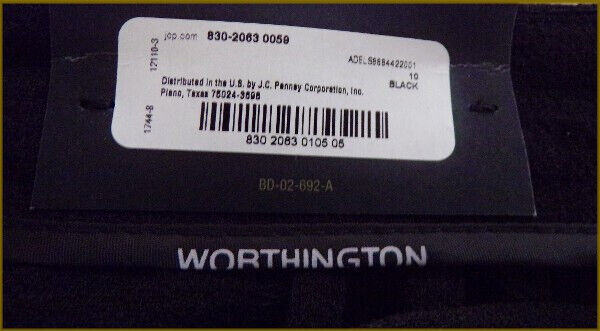 jcp.com 830-2063 0059
12110-3
ADELS8684422001
10
BLACK
Distributed in the U.S. by J.C. Penney Corporation, Inc.
Plano, Texas 75024-3698
1744-8
830 2063 0105 05
BD-02-692-A
WORTHINGTON